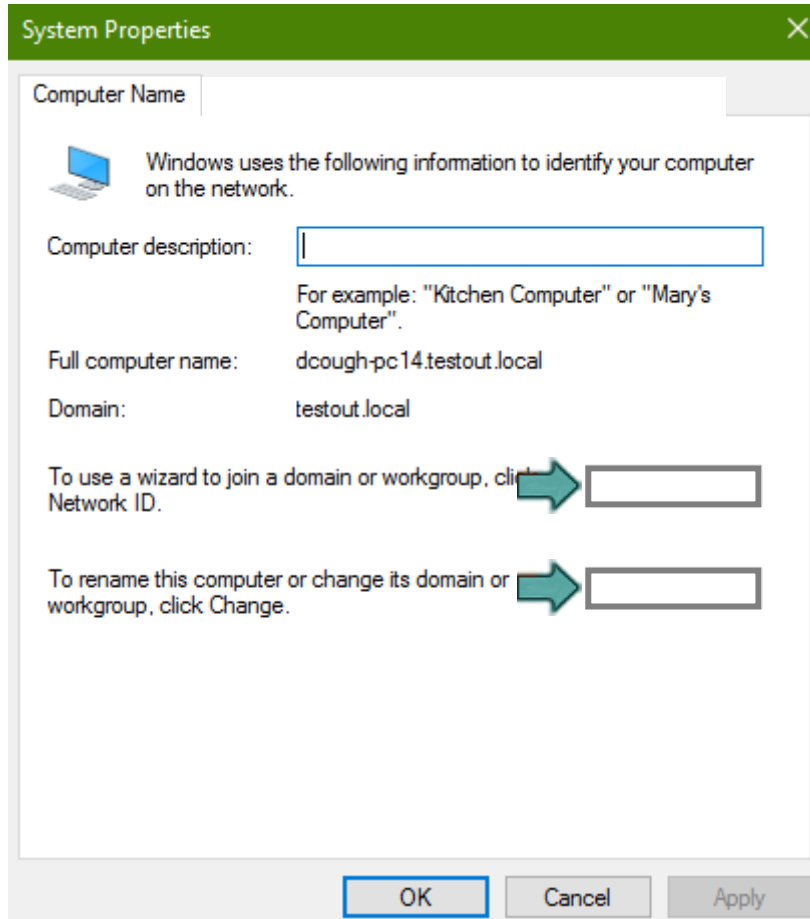 System Properties
Computer Name
Windows uses the following information to identify your computer
on the network.
Computer description:
For example: "Kitchen Computer" or "Mary's
Computer".
Full computer name: dcough-pc14.testout.local
Domain: testout.local
To use a wizard to join a domain or workgroup,
Network ID.
To rename this computer or change its domain or
workgroup, click Change.
OK Cancel Apply